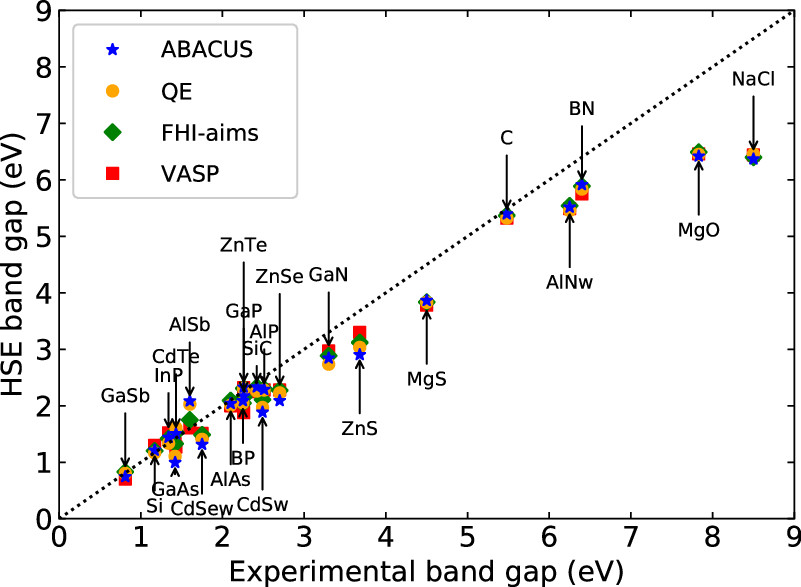 9
8
7
6
5
4
3
2
1
0
HSE band gap (eV)
ABACUS
QE
FHI-aims
VASP
NaCl
BN
C
MgO
AlNw
ZnTe
ZnSe
GaN
GaP
AlP
SiC
AlSb
CdTe
InP
GaSb
MgS
ZnS
BP
AlAs
CdSw
GaAs
Si
CdSew
0 1 2 3 4 5 6 7 8 9
Experimental band gap (eV)